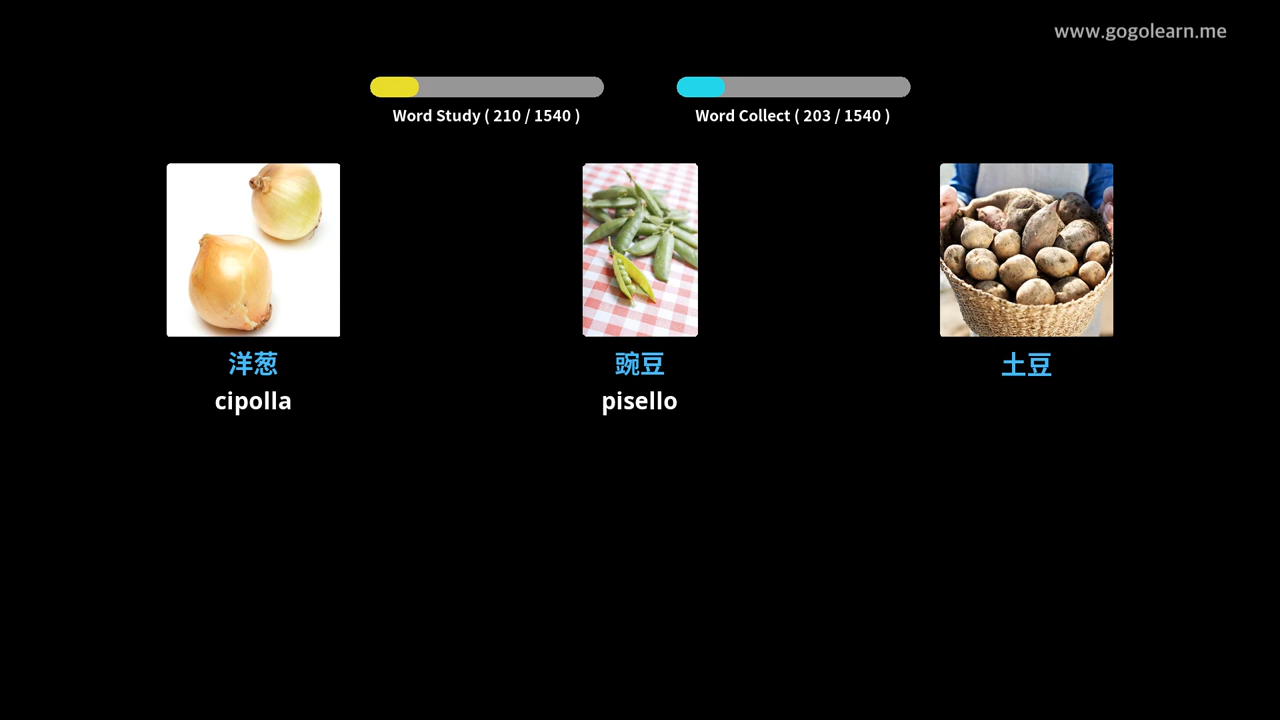 www.gogolearn.me
Word Study ( 210 / 1540 )
Word Collect ( 203 / 1540 )
洋葱
豌豆
土豆
cipolla
pisello